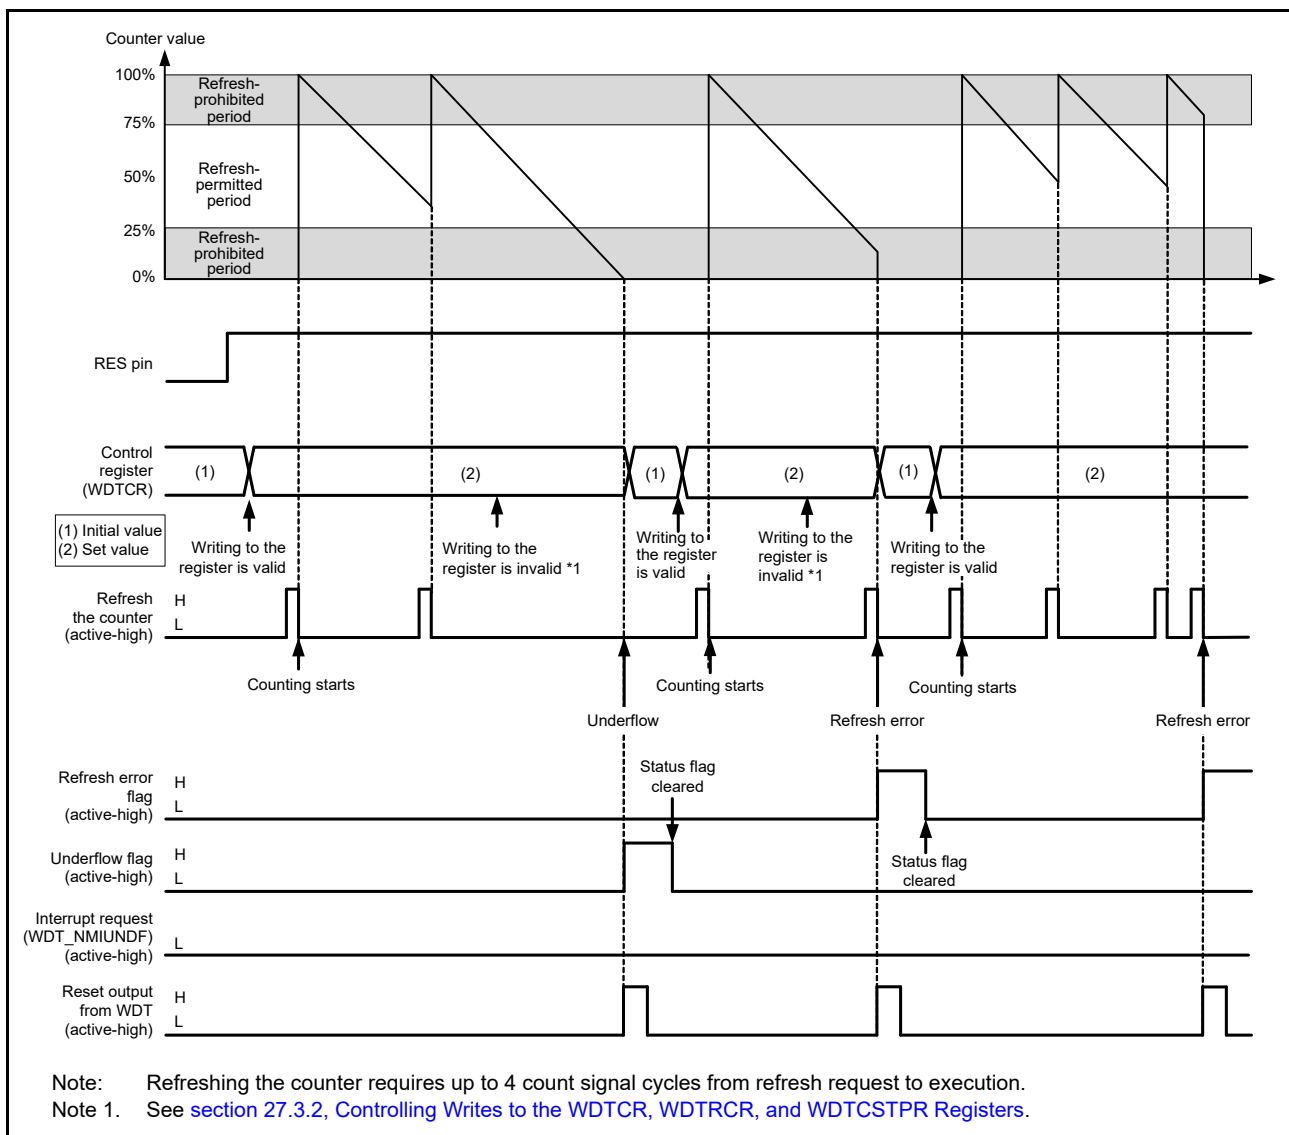 Counter value
100%
Refresh-
prohibited
period
75%
Refresh-
permitted
period
50%
25%
Refresh-
prohibited
period
0%
RES pin
Control
register
(WDTCR)
(1)
(2)
(1)
(2)
(1)
(2)
(1) Initial value
(2) Set value
Writing to the
register is valid
Writing to the
register is invalid *1
Writing to
the register
is valid
Writing to the
register is
invalid *1
Writing to the
register is valid
Refresh
the counter
(active-high)
H
L
Counting starts
Counting starts
Counting starts
Underflow
Refresh error
Refresh error
Refresh error
flag
(active-high)
H
L
Status flag
cleared
Underflow flag
(active-high)
H
L
Status flag
cleared
Interrupt request
(WDT_NMIUNDF)
(active-high)
L
Reset output
from WDT
(active-high)
H
L
Note: Refreshing the counter requires up to 4 count signal cycles from refresh request to execution.
Note 1. See section 27.3.2, Controlling Writes to the WDTCR, WDTRCR, and WDTCSTPR Registers.